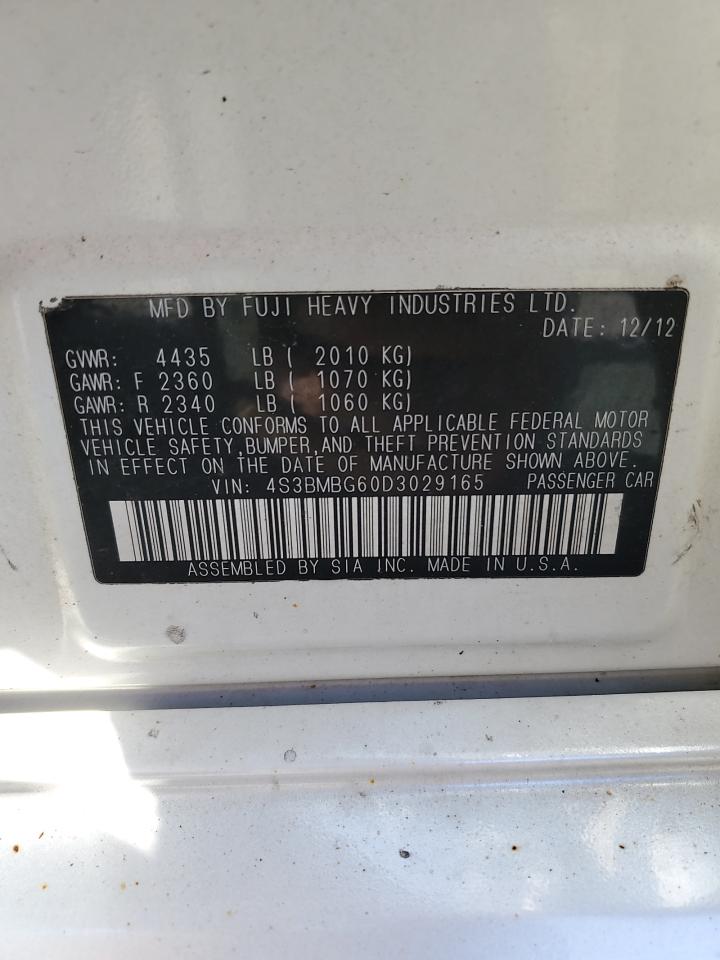 MFD BY FUJI HEAVY INDUSTRIES LTD.
DATE: 12/12
GVWR: 4435 LB ( 2010 KG)
GAWR: F 2360 LB ( 1070 KG)
GAWR: R 2340 LB ( 1060 KG)
THIS VEHICLE CONFORMS TO ALL APPLICABLE FEDERAL MOTOR
VEHICLE SAFETY,BUMPER,AND THEFT PREVENTION STANDARDS
IN EFFECT ON THE DATE OF MANUFACTURE SHOWN ABOVE.
VIN: 4S3BMBG60D3029165 PASSENGER CAR
ASSEMBLED BY SIA INC. MADE IN U.S.A.